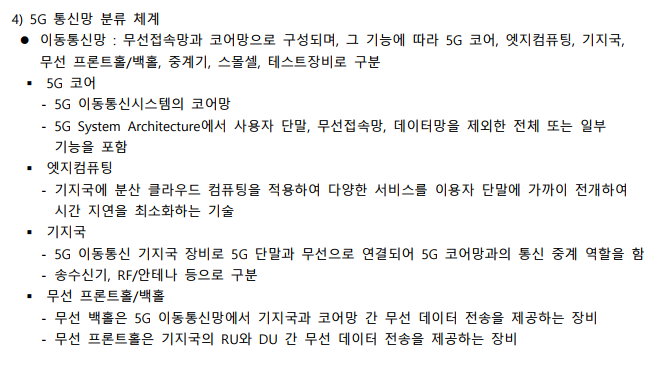 4) 5G 통신망 분류 체계
● 이동통신망 : 무선접속망과 코어망으로 구성되며, 그 기능에 따라 5G 코어, 엣지컴퓨팅, 기지국,
무선 프론트홀/백홀, 중계기, 스몰셀, 테스트장비로 구분
▪ 5G 코어
- 5G 이동통신시스템의 코어망
- 5G System Architecture에서 사용자 단말, 무선접속망, 데이터망을 제외한 전체 또는 일부
기능을 포함
▪ 엣지컴퓨팅
- 기지국에 분산 클라우드 컴퓨팅을 적용하여 다양한 서비스를 이용자 단말에 가까이 전개하여
시간 지연을 최소화하는 기술
▪ 기지국
- 5G 이동통신 기지국 장비로 5G 단말과 무선으로 연결되어 5G 코어망과의 통신 중계 역할을 함
- 송수신기, RF/안테나 등으로 구분
▪ 무선 프론트홀/백홀
- 무선 백홀은 5G 이동통신망에서 기지국과 코어망 간 무선 데이터 전송을 제공하는 장비
- 무선 프론트홀은 기지국의 RU와 DU 간 무선 데이터 전송을 제공하는 장비